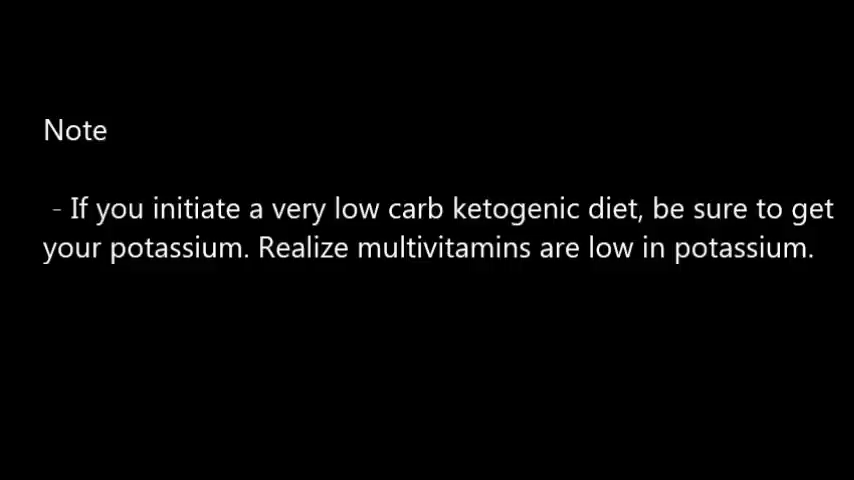 Note
- If you initiate a very low carb ketogenic diet, be sure to get
your potassium. Realize multivitamins are low in potassium.